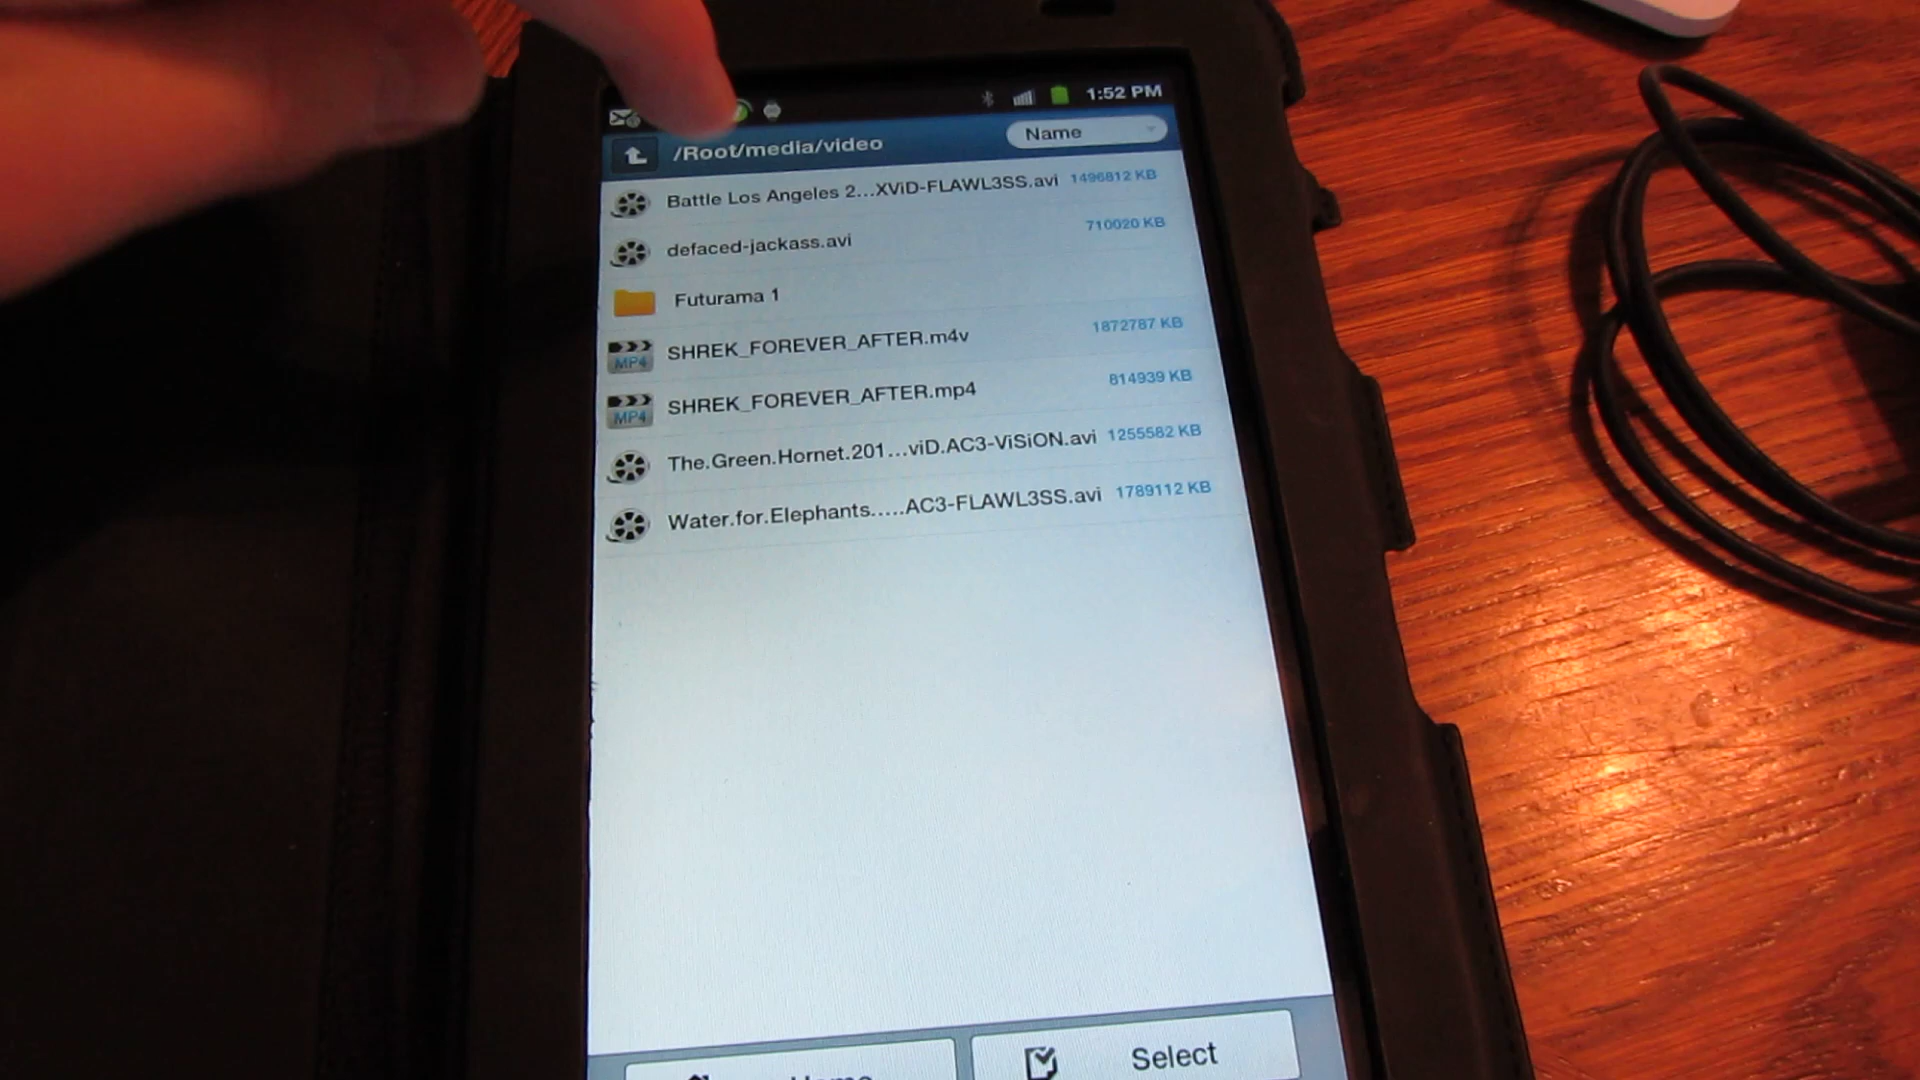 1:52 PM
/Root/media/video Name
Battle Los Angeles 2...XViD-FLAWL3SS.avi 1496812 KB
defaced-jackass.avi 710020 KB
Futurama 1
MP4 SHREK_FOREVER_AFTER.m4v 1872787 KB
MP4 SHREK_FOREVER_AFTER.mp4 814939 KB
The.Green.Hornet.201...viD.AC3-ViSiON.avi 1255582 KB
Water.for.Elephants.....AC3-FLAWL3SS.avi 1789112 KB
Home Select